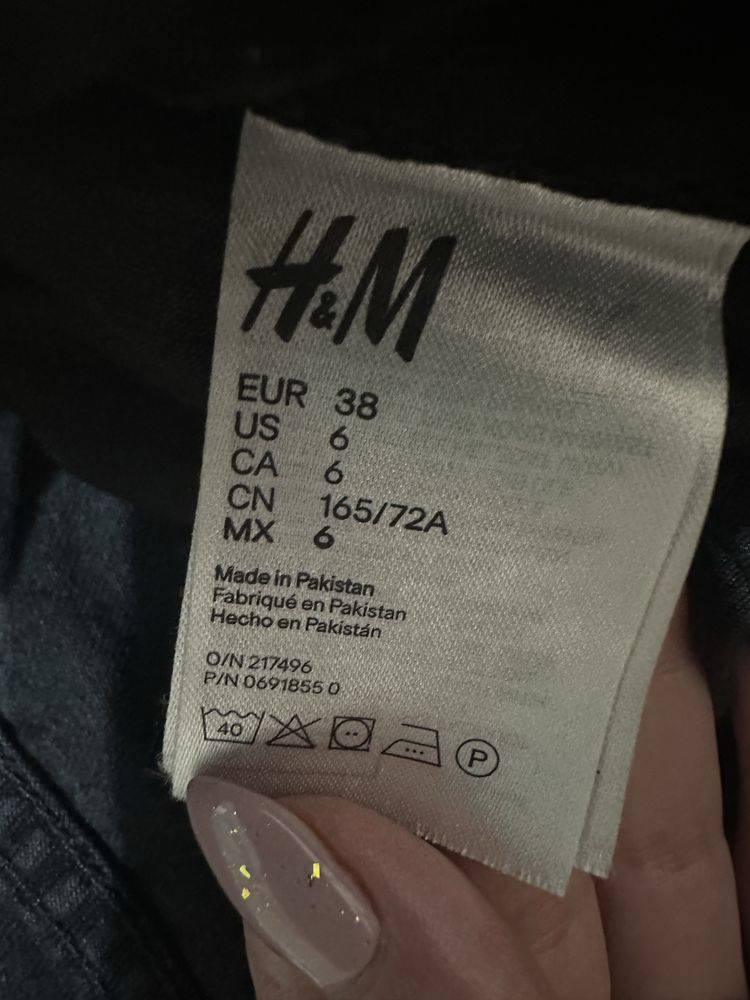 H&M
EUR 38
US 6
CA 6
CN 165/72A
MX 6
Made in Pakistan
Fabriqué en Pakistan
Hecho en Pakistán
O/N 217496
P/N 0691855 0
40 P